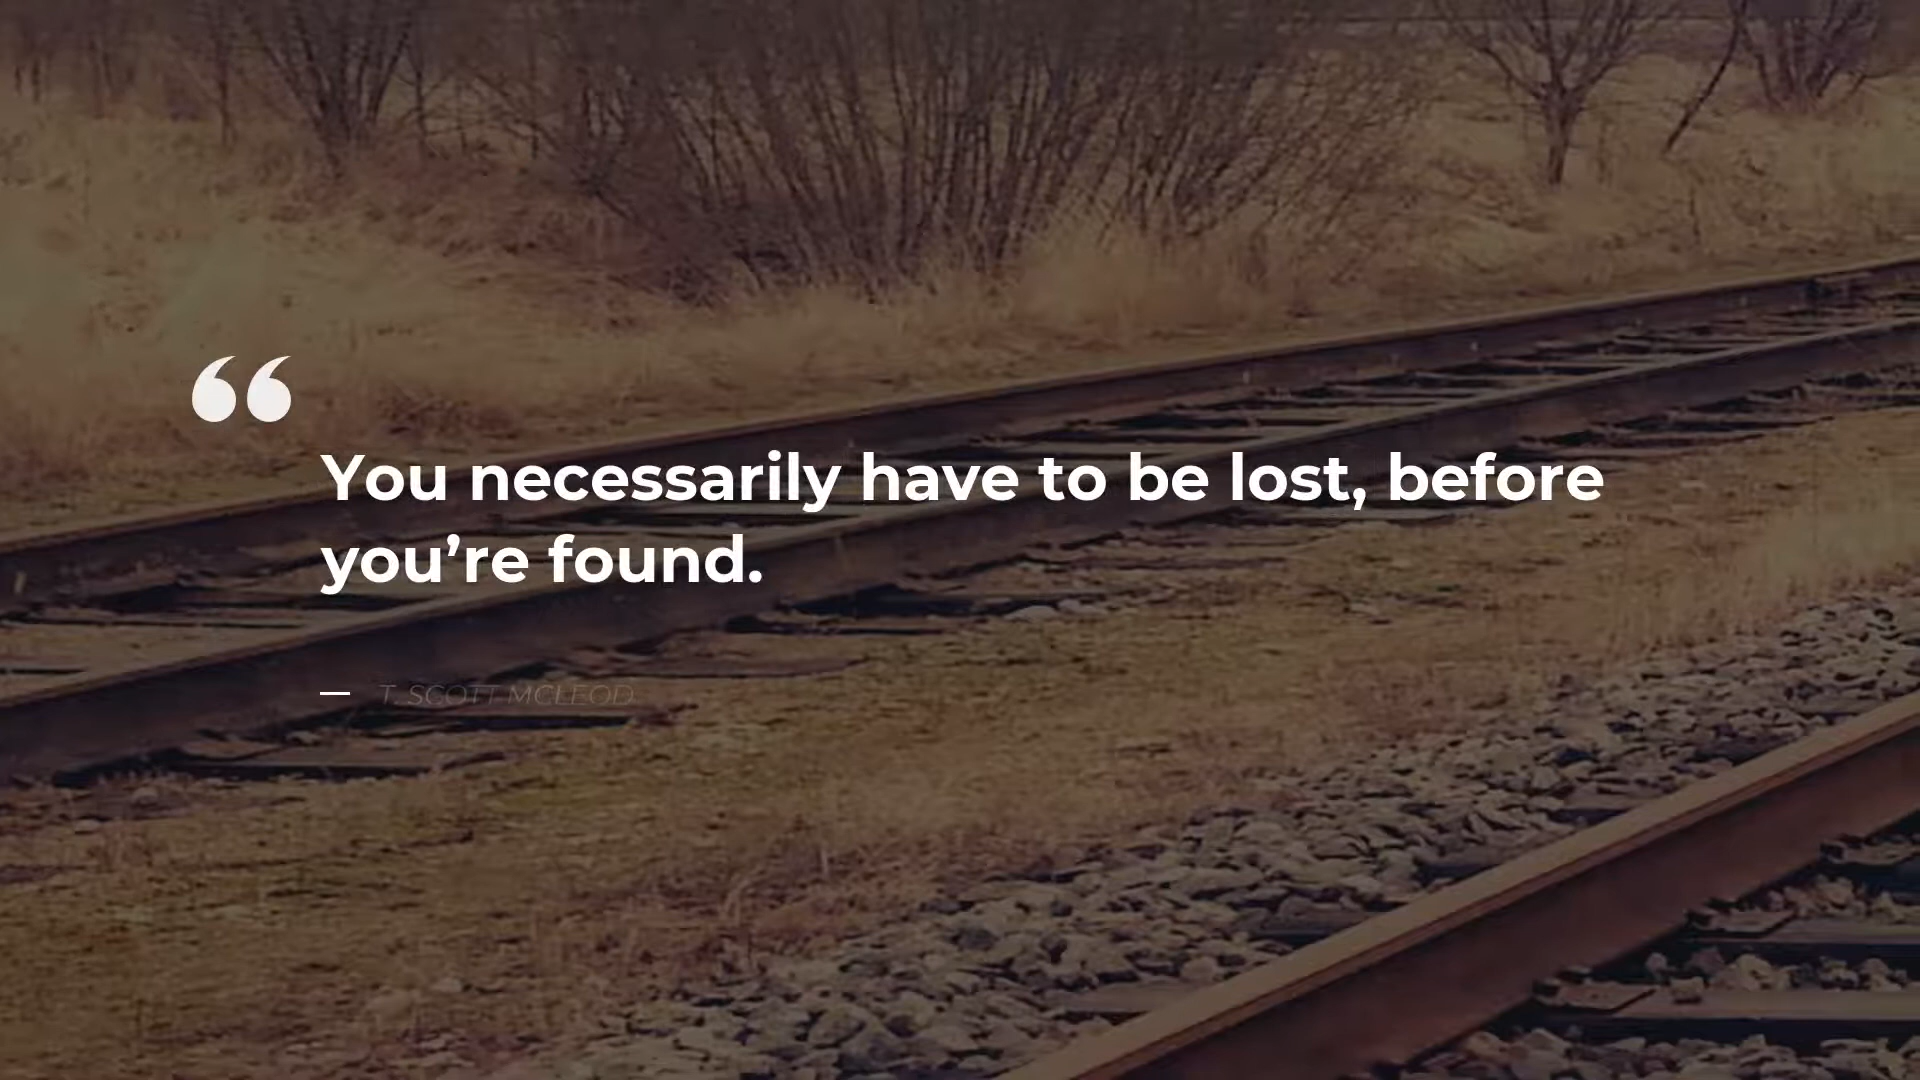 “
You necessarily have to be lost, before
you’re found.
— T. SCOTT MCLEOD